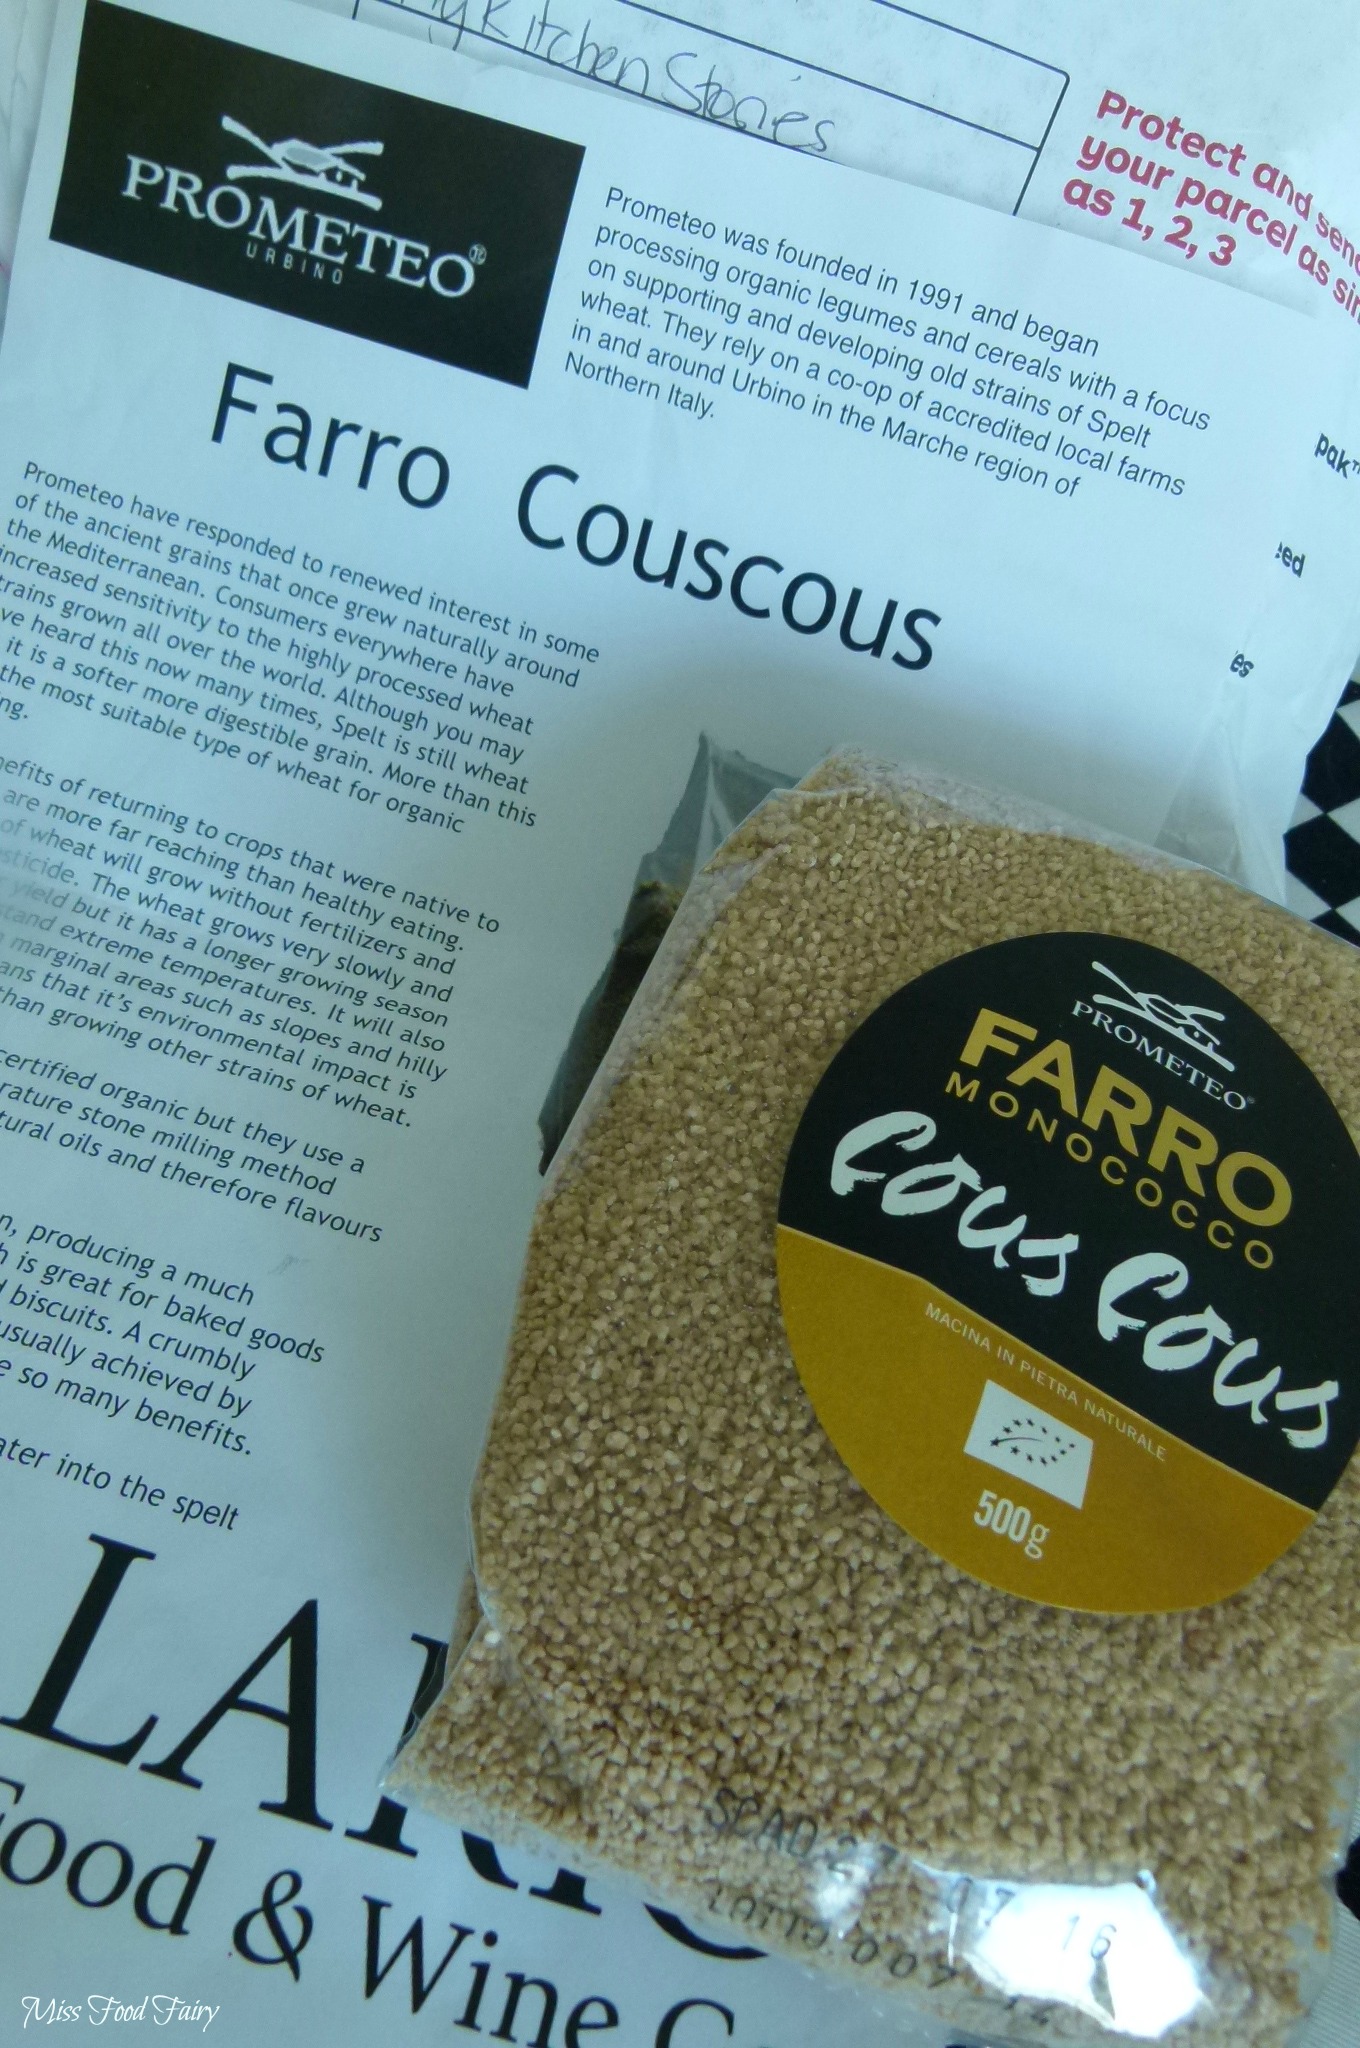 Kitchen Stories
Protect and send
your parcel as
as 1, 2, 3
PROMETEO
URBINO
Prometeo was founded in 1991 and began
processing organic legumes and cereals with a focus
on supporting and developing old strains of Spelt
wheat. They rely on a co-op of accredited local farms
in and around Urbino in the Marche region of
Northern Italy.
pak™
Farro Couscous
Prometeo have responded to renewed interest in some
of the ancient grains that once grew naturally around
the Mediterranean. Consumers everywhere have
increased sensitivity to the highly processed wheat
trains grown all over the world. Although you may
ve heard this now many times, Spelt is still wheat
it is a softer more digestible grain. More than this
the most suitable type of wheat for organic
ng.
efits of returning to crops that were native to
are more far reaching than healthy eating.
of wheat will grow without fertilizers and
sticide. The wheat grows very slowly and
yield but it has a longer growing season
tand extreme temperatures. It will also
marginal areas such as slopes and hilly
ans that it's environmental impact is
than growing other strains of wheat.
certified organic but they use a
rature stone milling method
tural oils and therefore flavours
n, producing a much
h is great for baked goods
biscuits. A crumbly
usually achieved by
e so many benefits.
ater into the spelt
LARIO
Food & Wine
PROMETEO
FARRO
MONOCOCCO
Cous Cous
MACINA IN PIETRA NATURALE
500g
SCAD 2 07 16
LOTTO.007
Miss Food Fairy